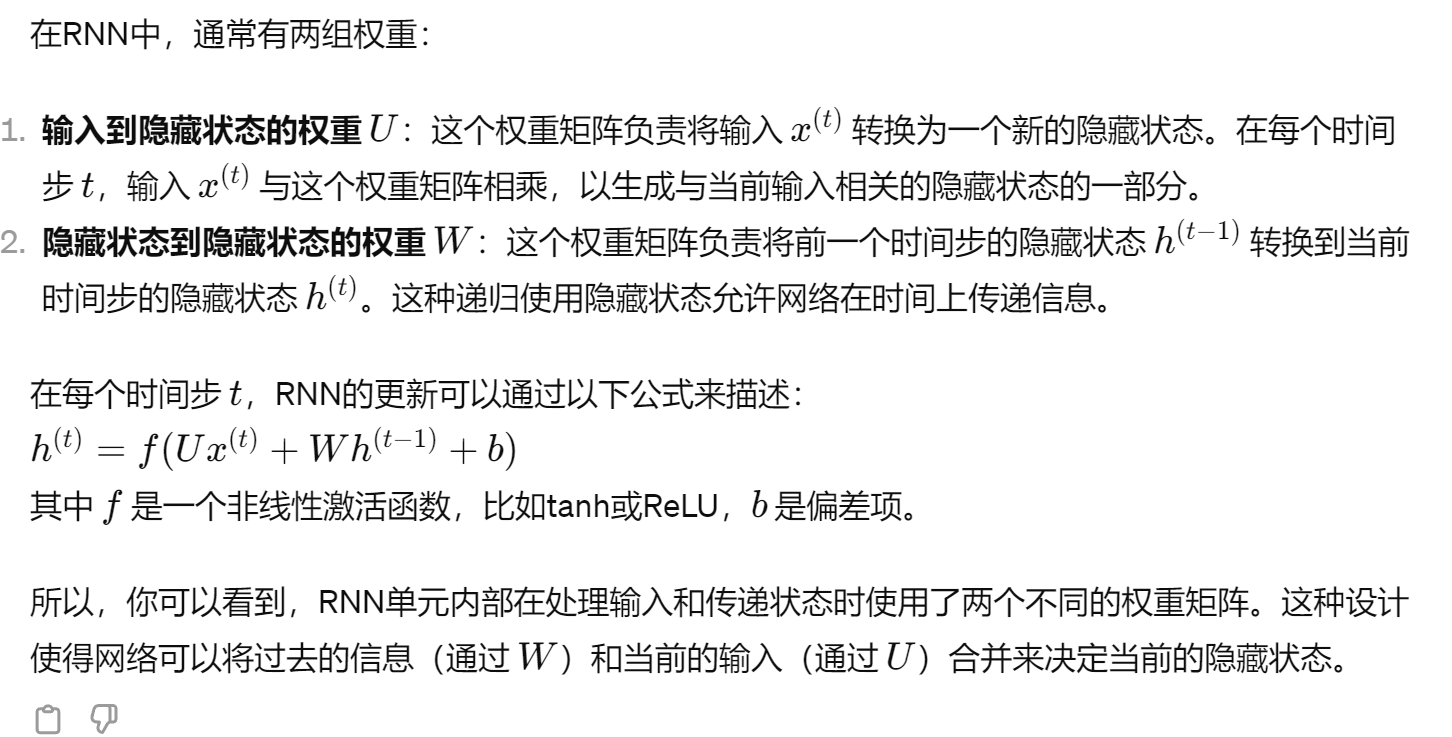 在RNN中，通常有两组权重：
1. 输入到隐藏状态的权重 U：这个权重矩阵负责将输入 x^(t) 转换为一个新的隐藏状态。在每个时间
步 t，输入 x^(t) 与这个权重矩阵相乘，以生成与当前输入相关的隐藏状态的一部分。
2. 隐藏状态到隐藏状态的权重 W：这个权重矩阵负责将前一个时间步的隐藏状态 h^(t−1) 转换到当前
时间步的隐藏状态 h^(t)。这种递归使用隐藏状态允许网络在时间上传递信息。
在每个时间步 t，RNN的更新可以通过以下公式来描述：
h^(t) = f(Ux^(t) + Wh^(t−1) + b)
其中 f 是一个非线性激活函数，比如tanh或ReLU，b 是偏差项。
所以，你可以看到，RNN单元内部在处理输入和传递状态时使用了两个不同的权重矩阵。这种设计
使得网络可以将过去的信息（通过 W）和当前的输入（通过 U）合并来决定当前的隐藏状态。